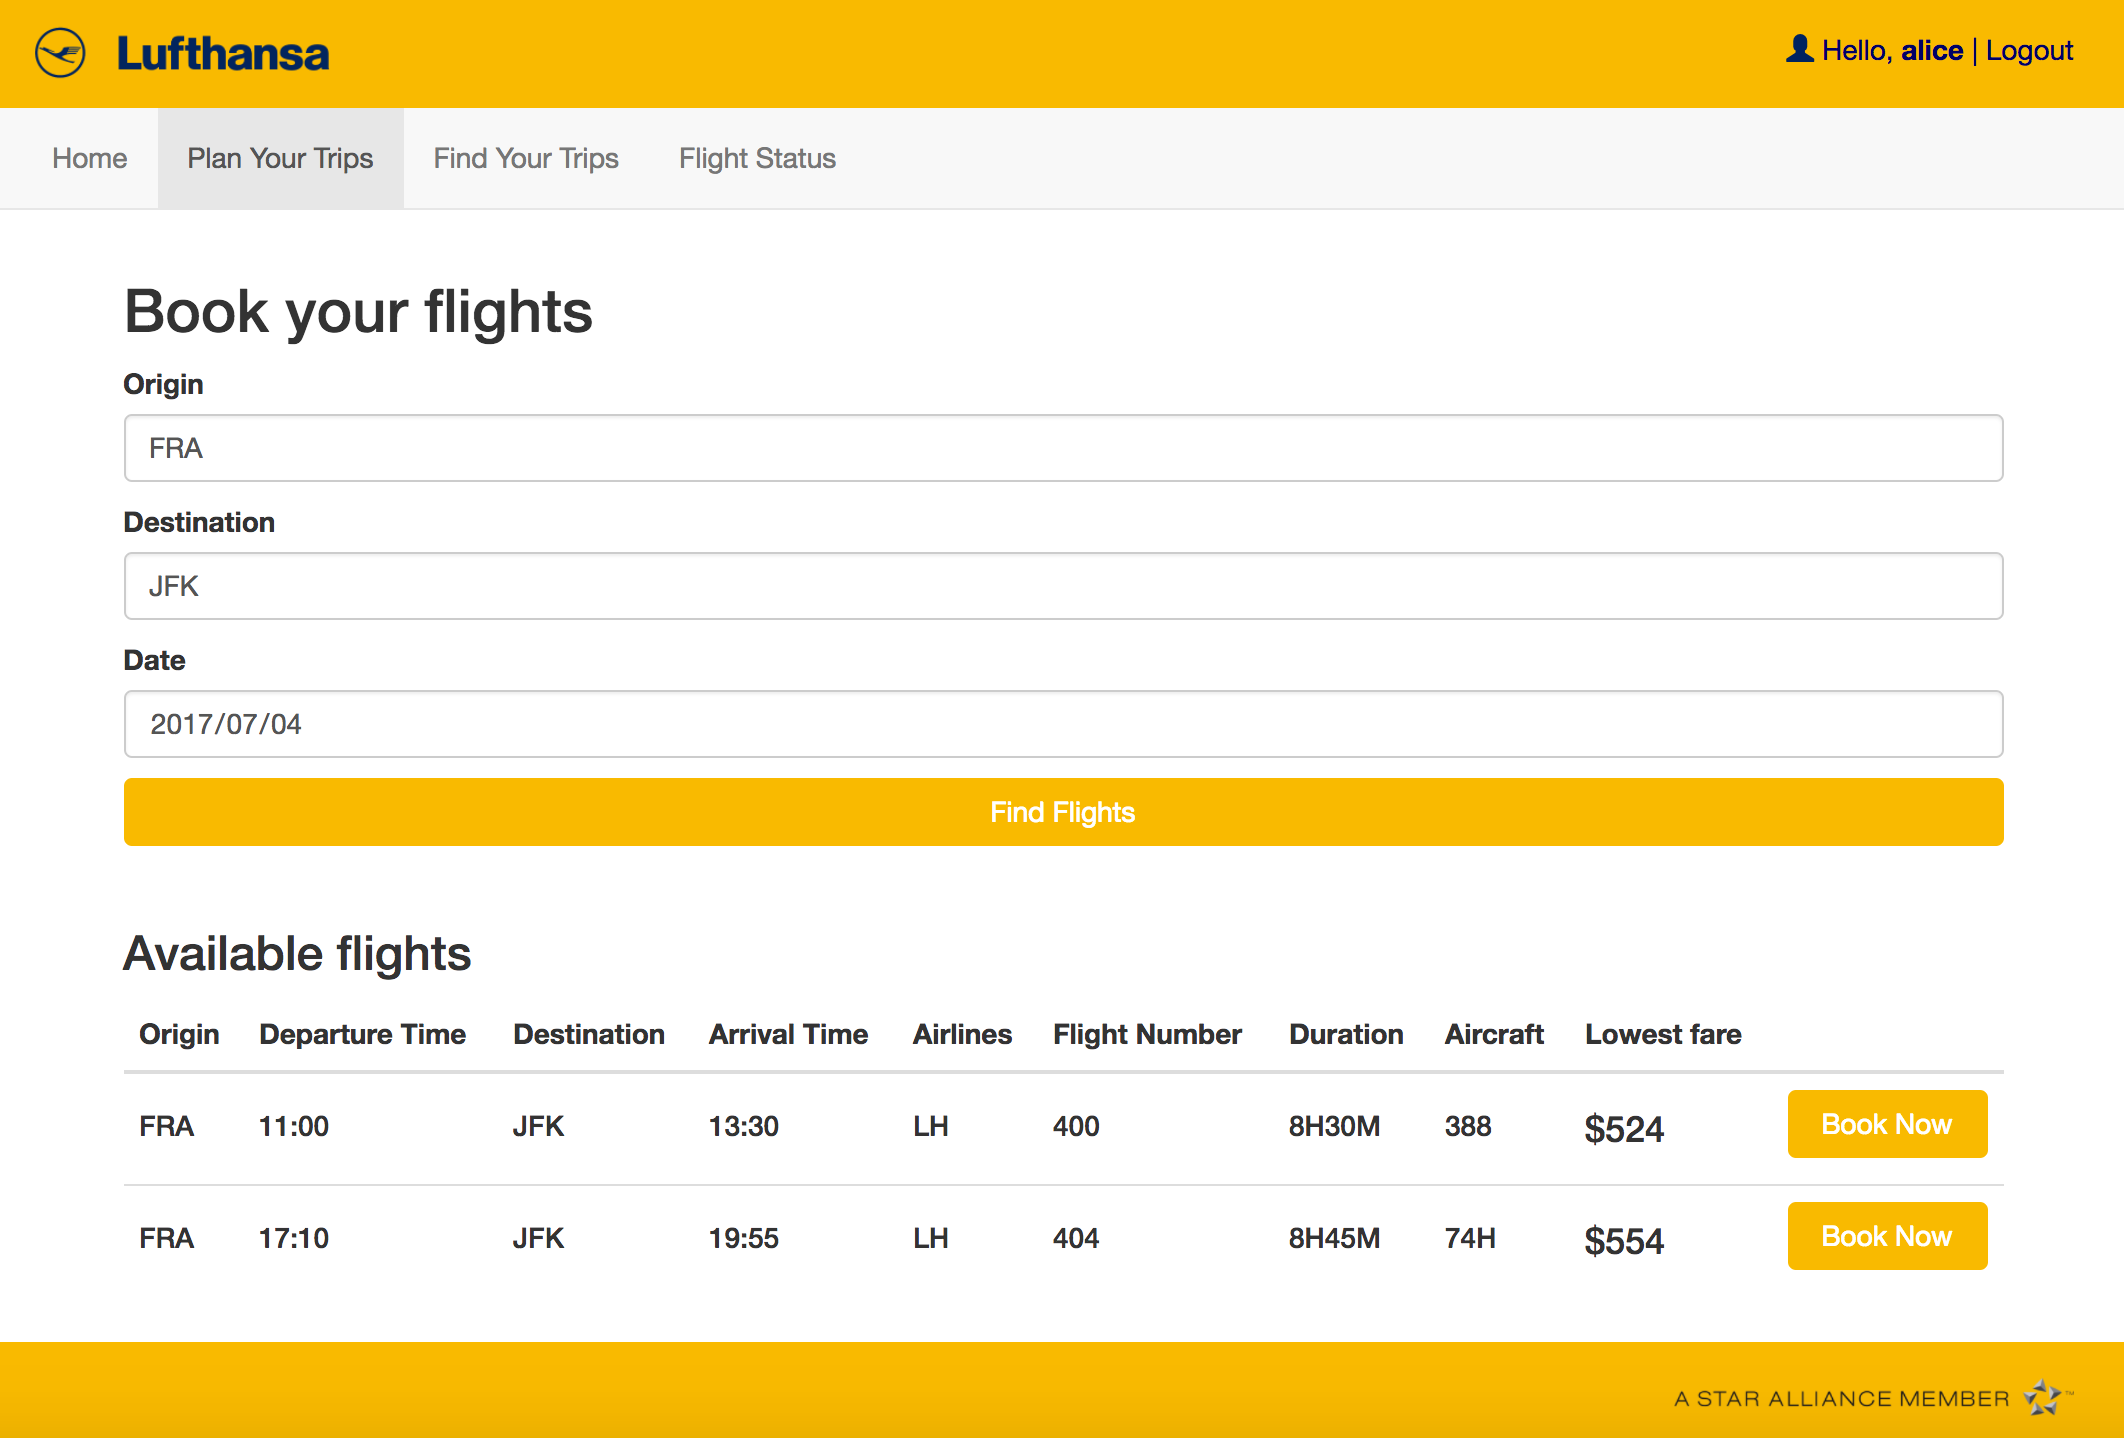 Lufthansa
Hello, alice | Logout
Home Plan Your Trips Find Your Trips Flight Status
Book your flights
Origin
FRA
Destination
JFK
Date
2017/07/04
Find Flights
Available flights
Origin Departure Time Destination Arrival Time Airlines Flight Number Duration Aircraft Lowest fare
FRA 11:00 JFK 13:30 LH 400 8H30M 388 $524 Book Now
FRA 17:10 JFK 19:55 LH 404 8H45M 74H $554 Book Now
A STAR ALLIANCE MEMBER ™